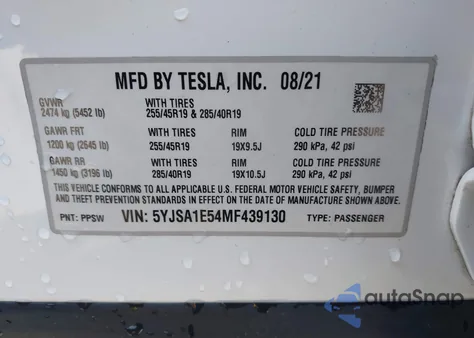 MFD BY TESLA, INC. 08/21
GVWR WITH TIRES
2474 kg (5452 lb) 255/45R19 & 285/40R19
GAWR FRT WITH TIRES RIM COLD TIRE PRESSURE
1200 kg (2645 lb) 255/45R19 19X9.5J 290 kPa, 42 psi
GAWR RR WITH TIRES RIM COLD TIRE PRESSURE
1450 kg (3196 lb) 285/40R19 19X10J 290 kPa, 42 psi
THIS VEHICLE CONFORMS TO ALL APPLICABLE U.S. FEDERAL MOTOR VEHICLE SAFETY, BUMPER
AND THEFT PREVENTION STANDARDS IN EFFECT ON THE DATE OF MANUFACTURE SHOWN ABOVE.
PNT: PPSW VIN: 5YJSA1E54MF439130 TYPE: PASSENGER
autoSnap